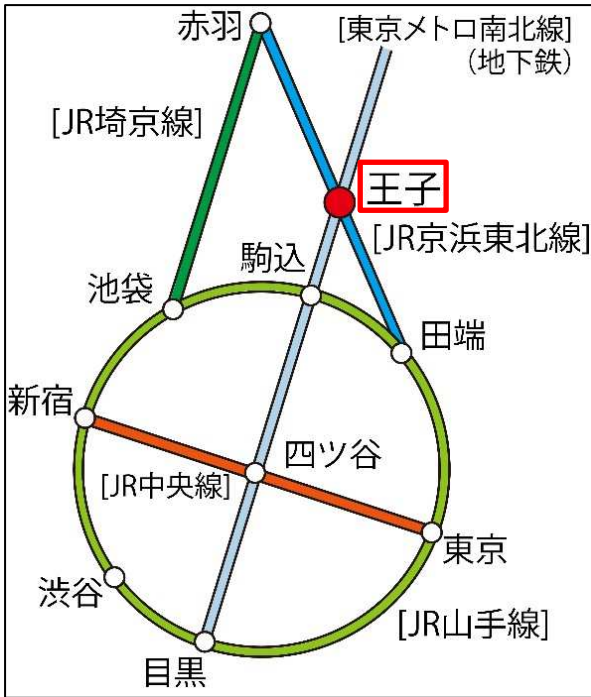 赤羽
[東京メトロ南北線]
（地下鉄）
[JR埼京線]
王子
[JR京浜東北線]
駒込
池袋
田端
新宿
四ツ谷
[JR中央線]
東京
渋谷
[JR山手線]
目黒